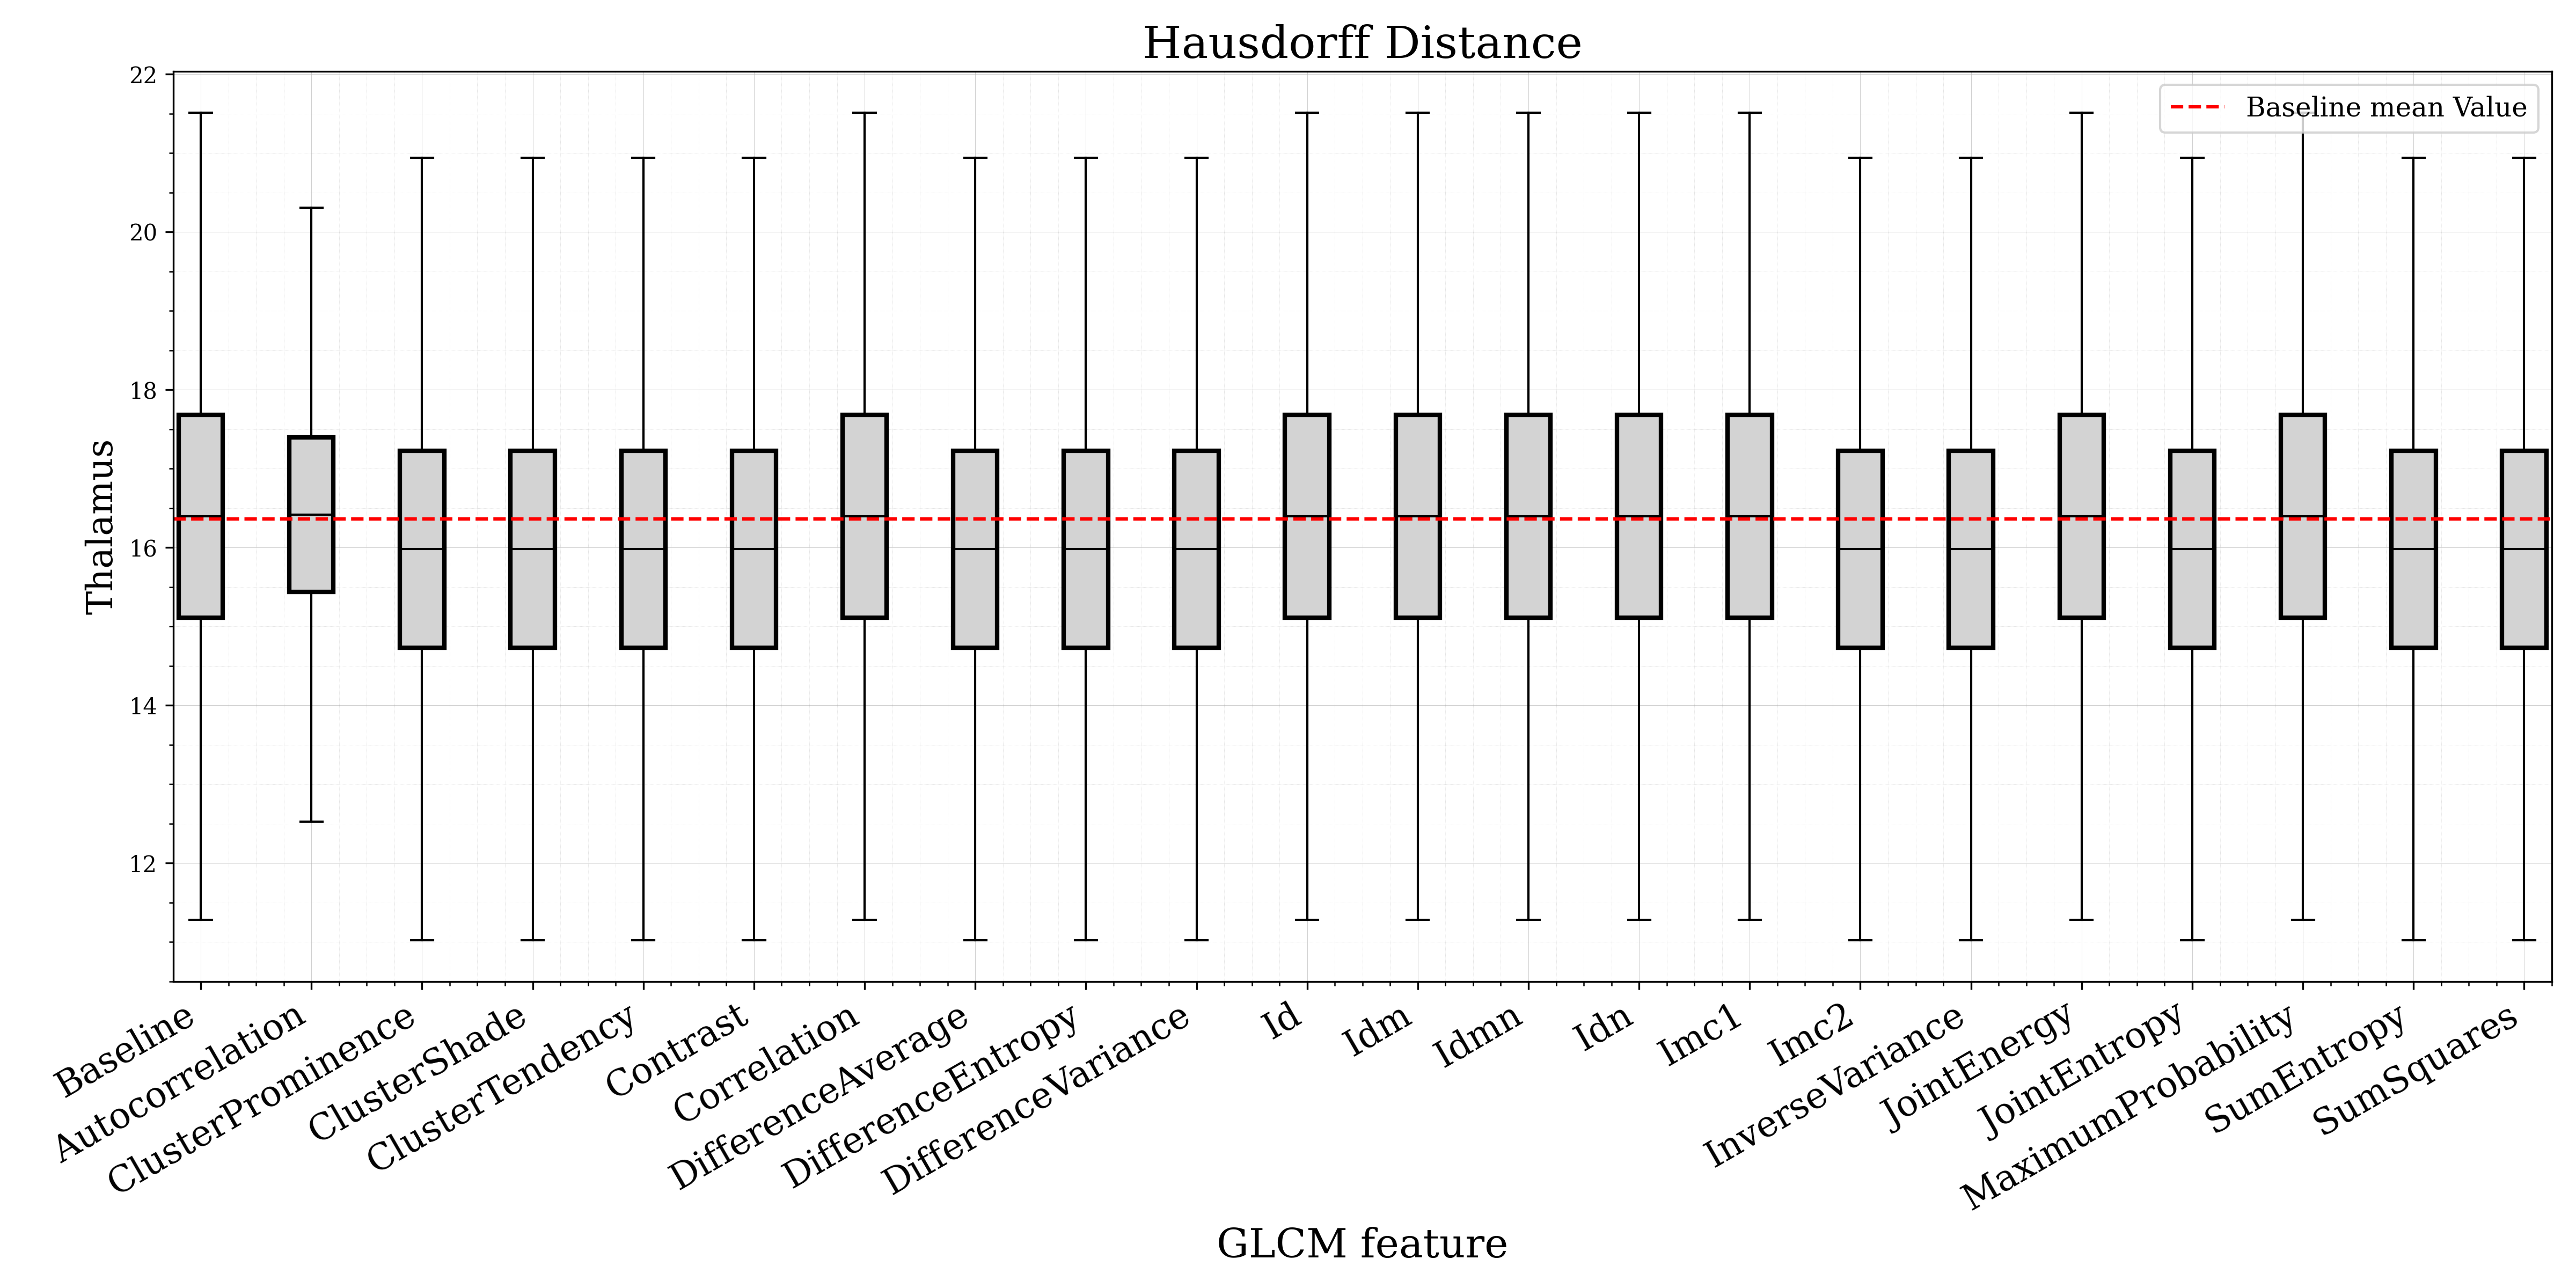 Hausdorff Distance
Baseline mean Value
Thalamus
22
20
18
16
14
12
Baseline
Autocorrelation
ClusterProminence
ClusterShade
ClusterTendency
Contrast
Correlation
DifferenceAverage
DifferenceEntropy
DifferenceVariance
Id
Idm
Idmn
Idn
Imc1
Imc2
InverseVariance
JointEnergy
JointEntropy
MaximumProbability
SumEntropy
SumSquares
GLCM feature